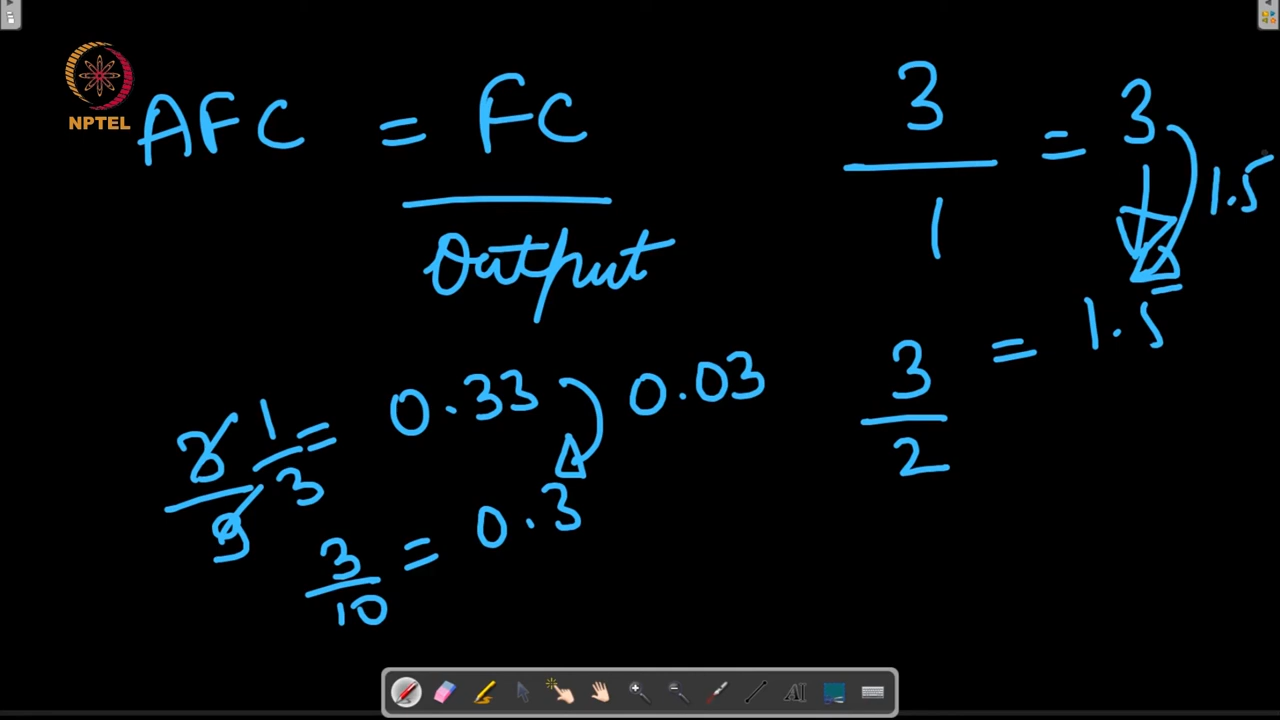 NPTEL
AFC = FC / Output
3 / 1 = 3
1.5
3 / 2 = 1.5
3 / 9 = 1 / 3 = 0.33
0.03
3 / 10 = 0.3
AI